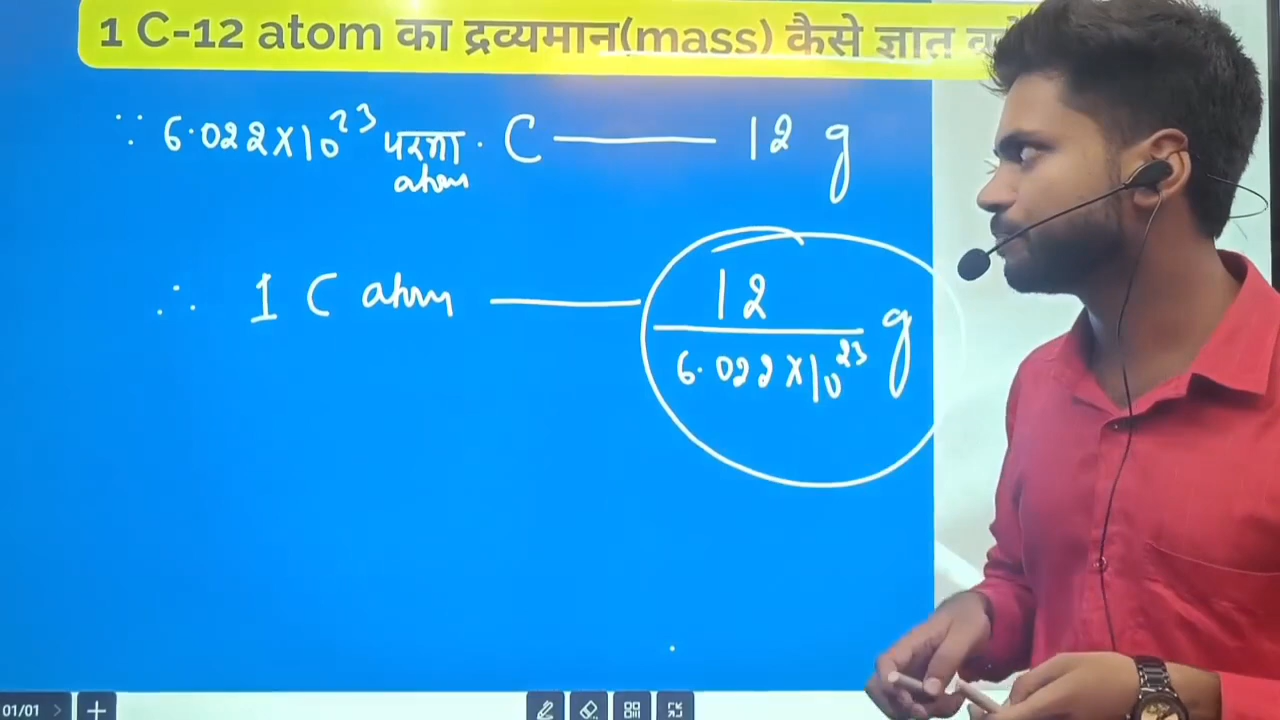 1 C-12 atom का द्रव्यमान(mass) कैसे ज्ञात
∵ 6.022×10²³ परमा. C — 12 g
atom
∴ 1 C atom — 12
6.022×10²³ g
01/01